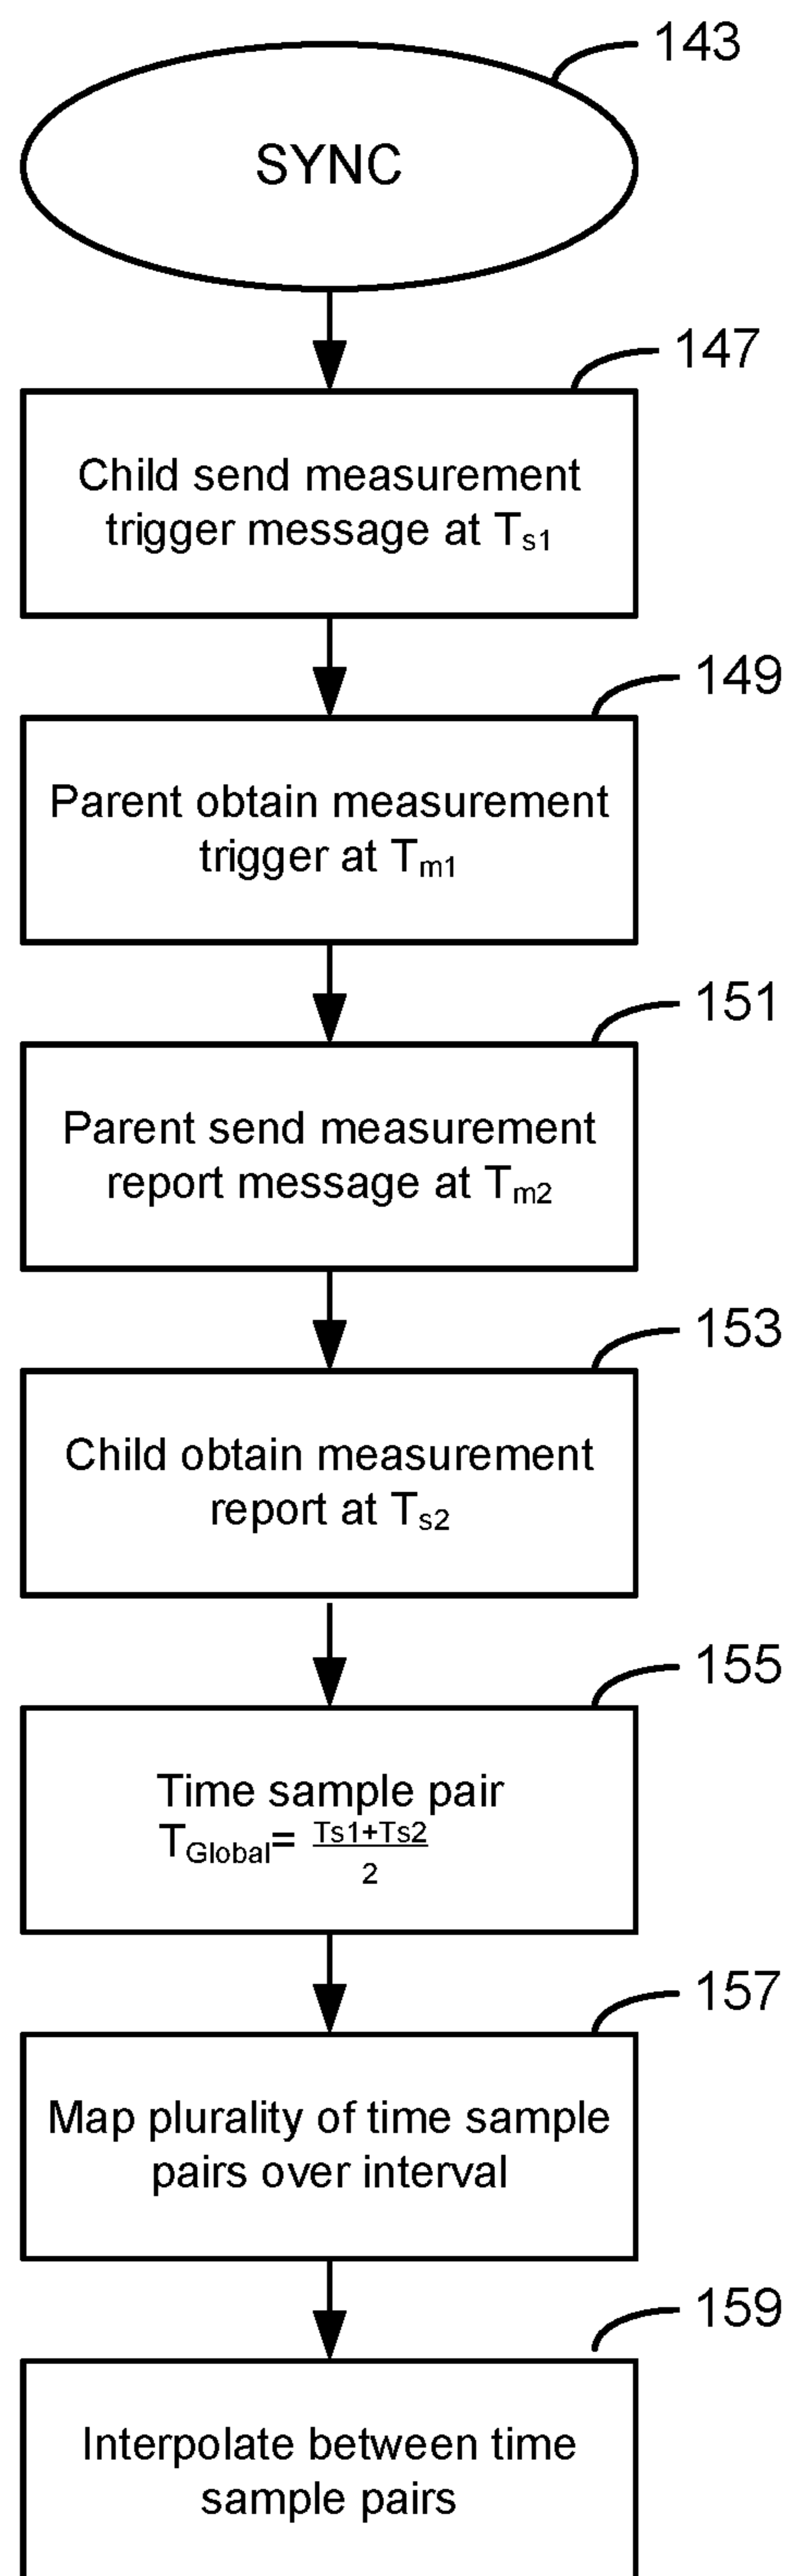 143
SYNC
147
Child send measurement
trigger message at Ts1
149
Parent obtain measurement
trigger at Tm1
151
Parent send measurement
report message at Tm2
153
Child obtain measurement
report at Ts2
155
Time sample pair
TGlobal= Ts1+Ts2
2
157
Map plurality of time sample
pairs over interval
159
Interpolate between time
sample pairs